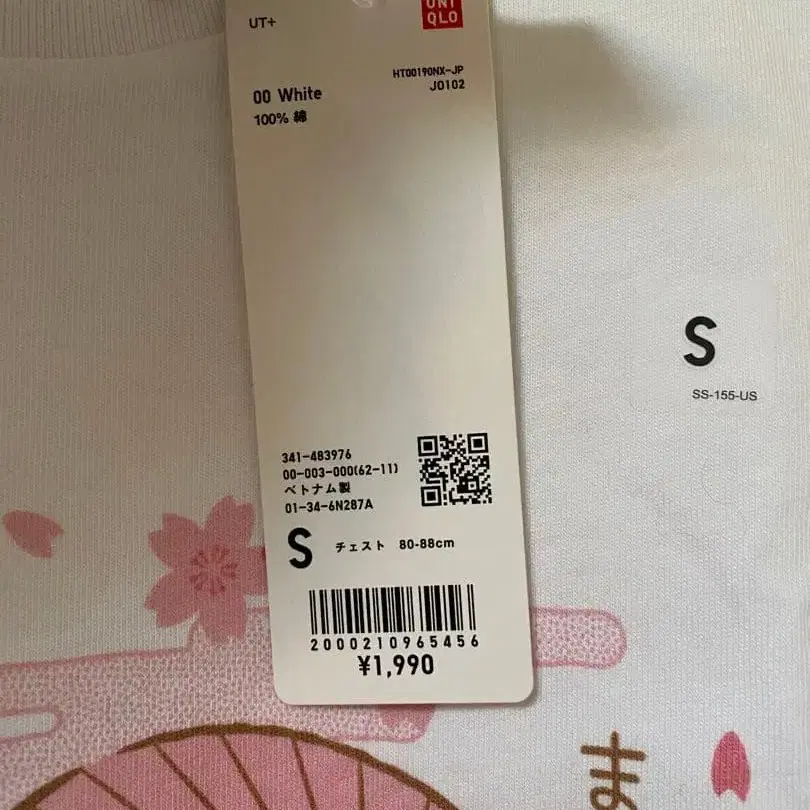 UT+
UNI
QLO
HT00190NX-JP
J0102
00 White
100% 綿
341-483976
00-003-000(62-11)
ベトナム製
01-34-6N287A
S チェスト 80-88cm
2000210965456
¥1,990
S
SS-155-US
ま